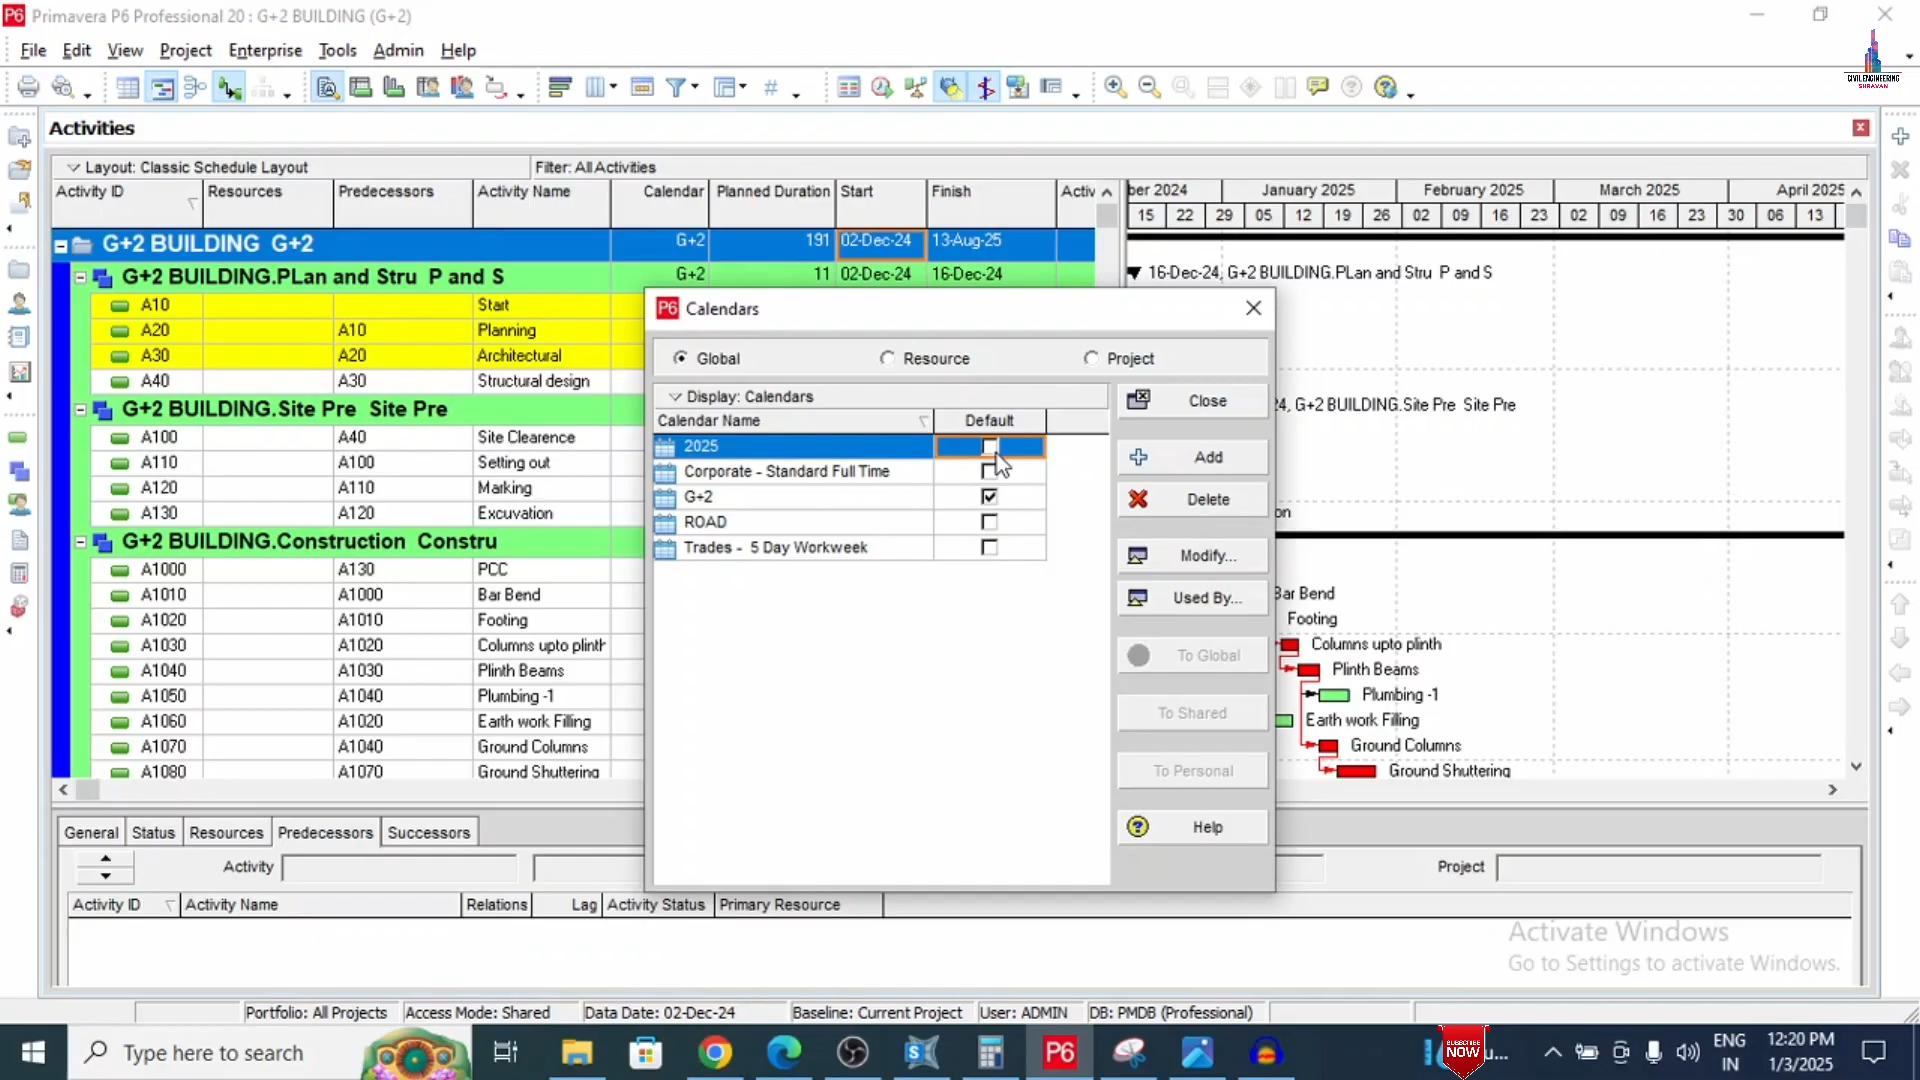 Primavera P6 Professional 20 : G+2 BUILDING (G+2)
File Edit View Project Enterprise Tools Admin Help
CIVIL ENGINEERING
SHRAVAN
Activities
Layout: Classic Schedule Layout Filter: All Activities
Activity ID Resources Predecessors Activity Name Calendar Planned Duration Start Finish Activ
ber 2024 January 2025 February 2025 March 2025 April 2025
15 22 29 05 12 19 26 02 09 16 23 02 09 16 23 30 06 13
G+2 BUILDING G+2 G+2 191 02-Dec-24 13-Aug-25
G+2 BUILDING.PLan and Stru P and S G+2 11 02-Dec-24 16-Dec-24
16-Dec-24, G+2 BUILDING.PLan and Stru P and S
A10 Start
A20 A10 Planning
A30 A20 Architectural
A40 A30 Structural design
G+2 BUILDING.Site Pre Site Pre
24, G+2 BUILDING.Site Pre Site Pre
A100 A40 Site Clearence
A110 A100 Setting out
A120 A110 Marking
A130 A120 Excuvation
on
G+2 BUILDING.Construction Constru
A1000 A130 PCC
A1010 A1000 Bar Bend
Bar Bend
A1020 A1010 Footing
Footing
A1030 A1020 Columns upto plinth
Columns upto plinth
A1040 A1030 Plinth Beams
Plinth Beams
A1050 A1040 Plumbing -1
Plumbing -1
A1060 A1020 Earth work Filling
Earth work Filling
A1070 A1040 Ground Columns
Ground Columns
A1080 A1070 Ground Shuttering
Ground Shuttering
P6 Calendars
Global Resource Project
Display: Calendars
Calendar Name Default
2025
Corporate - Standard Full Time
G+2
ROAD
Trades - 5 Day Workweek
Close
Add
Delete
Modify...
Used By...
To Global
To Shared
To Personal
Help
General Status Resources Predecessors Successors
Activity Project
Activity ID Activity Name Relations Lag Activity Status Primary Resource
Activate Windows
Go to Settings to activate Windows.
Portfolio: All Projects Access Mode: Shared Data Date: 02-Dec-24 Baseline: Current Project User: ADMIN DB: PMDB (Professional)
Type here to search
P6
SUBSCRIBE
NOW
u...
ENG
IN
12:20 PM
1/3/2025